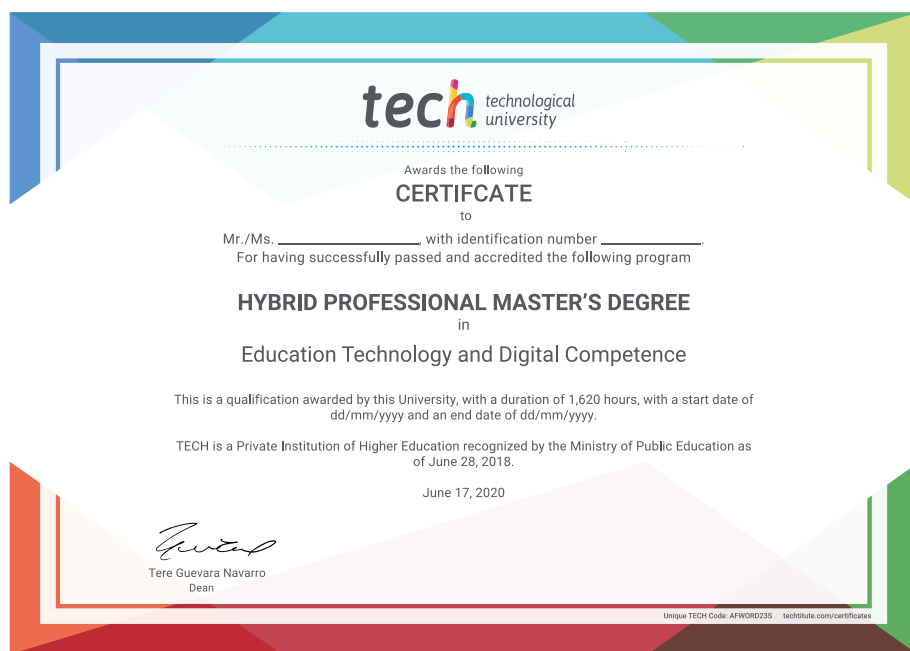 tech technological
university
Awards the following
CERTIFCATE
to
Mr./Ms. ____________________, with identification number ______________.
For having successfully passed and accredited the following program
HYBRID PROFESSIONAL MASTER'S DEGREE
in
Education Technology and Digital Competence
This is a qualification awarded by this University, with a duration of 1,620 hours, with a start date of
dd/mm/yyyy and an end date of dd/mm/yyyy.
TECH is a Private Institution of Higher Education recognized by the Ministry of Public Education as
of June 28, 2018.
June 17, 2020
Tere Guevara Navarro
Dean
Unique TECH Code: AFWORD23S techtitute.com/certificates